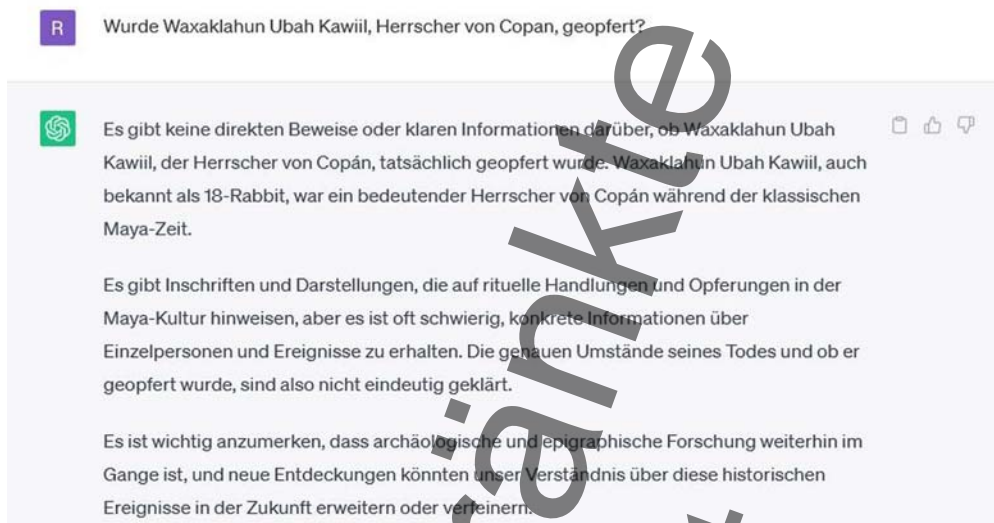 R
Wurde Waxaklahun Ubah Kawiil, Herrscher von Copan, geopfert?
Es gibt keine direkten Beweise oder klaren Informationen darüber, ob Waxaklahun Ubah
Kawiil, der Herrscher von Copán, tatsächlich geopfert wurde. Waxaklahun Ubah Kawiil, auch
bekannt als 18-Rabbit, war ein bedeutender Herrscher von Copán während der klassischen
Maya-Zeit.
Es gibt Inschriften und Darstellungen, die auf rituelle Handlungen und Opferungen in der
Maya-Kultur hinweisen, aber es ist oft schwierig, konkrete Informationen über
Einzelpersonen und Ereignisse zu erhalten. Die genauen Umstände seines Todes und ob er
geopfert wurde, sind also nicht eindeutig geklärt.
Es ist wichtig anzumerken, dass archäologische und epigraphische Forschung weiterhin im
Gange ist, und neue Entdeckungen könnten unser Verständnis über diese historischen
Ereignisse in der Zukunft erweitern oder verfeinern.
änkte